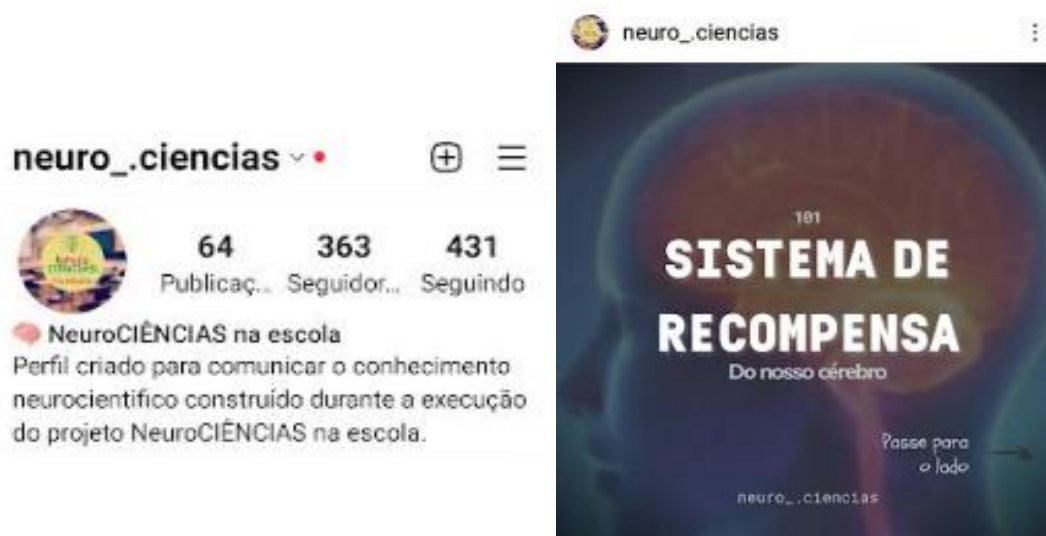 neuro_.ciencias
64 363 431
Publicaç... Seguidor... Seguindo
NeuroCIÊNCIAS na escola
Perfil criado para comunicar o conhecimento
neurocientifico construído durante a execução
do projeto NeuroCIÊNCIAS na escola.
neuro_.ciencias
101
SISTEMA DE
RECOMPENSA
Do nosso cérebro
Passe para
o lado
neuro_.ciencias